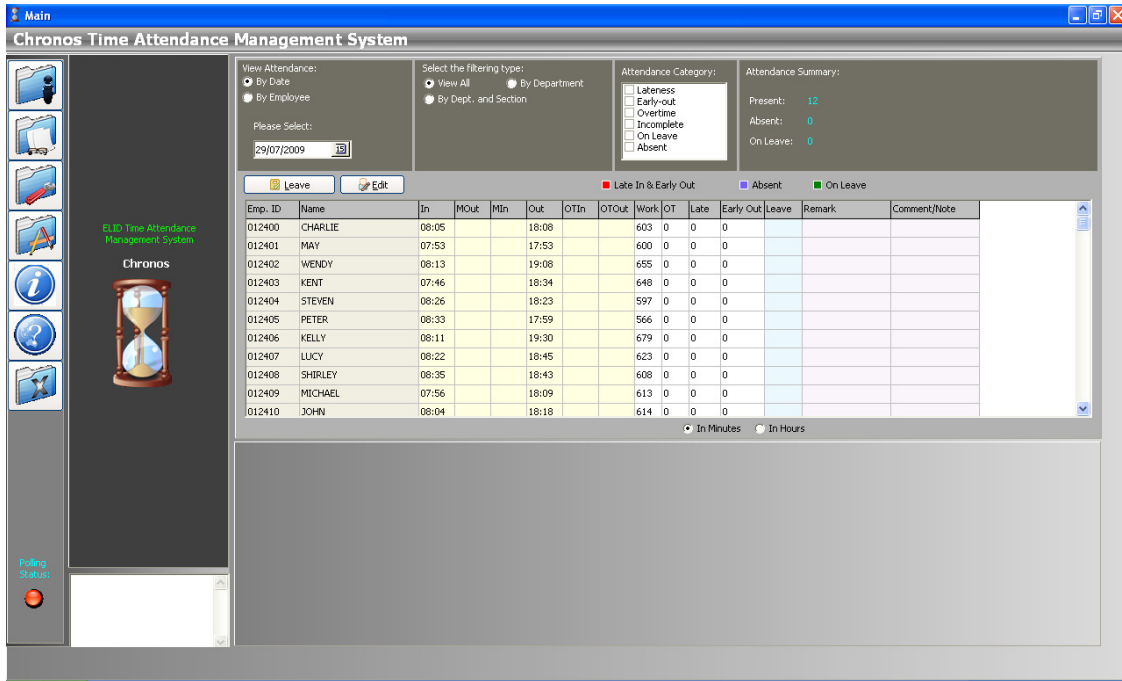 Main
Chronos Time Attendance Management System
View Attendance:
By Date
By Employee
Please Select:
29/07/2009
15
Select the filtering type:
View All
By Department
By Dept. and Section
Attendance Category:
Lateness
Early-out
Overtime
Incomplete
On Leave
Absent
Attendance Summary:
Present: 12
Absent: 0
On Leave: 0
Leave Edit
Late In & Early Out Absent On Leave
Emp. ID Name In MOut MIn Out OTIn OTOut Work OT Late Early Out Leave Remark Comment/Note
012400 CHARLIE 08:05 18:08 603 0 0 0
012401 MAY 07:53 17:53 600 0 0 0
012402 WENDY 08:13 19:08 655 0 0 0
012403 KENT 07:46 18:34 648 0 0 0
012404 STEVEN 08:26 18:23 597 0 0 0
012405 PETER 08:33 17:59 566 0 0 0
012406 KELLY 08:11 19:30 679 0 0 0
012407 LUCY 08:22 18:45 623 0 0 0
012408 SHIRLEY 08:35 18:43 608 0 0 0
012409 MICHAEL 07:56 18:09 613 0 0 0
012410 JOHN 08:04 18:18 614 0 0 0
In Minutes In Hours
ELID Time Attendance
Management System
Chronos
Polling
Status: